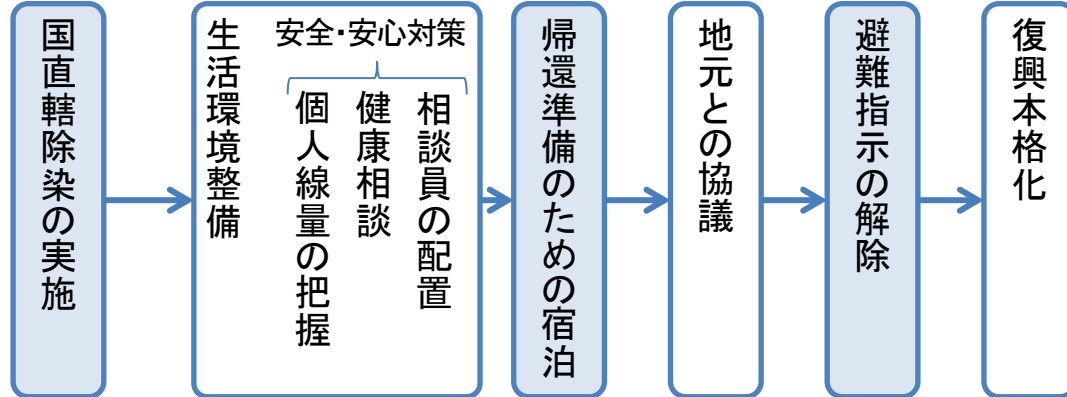 国直轄除染の実施
生活環境整備
安全・安心対策
個人線量の把握
健康相談
相談員の配置
帰還準備のための宿泊
地元との協議
避難指示の解除
復興本格化